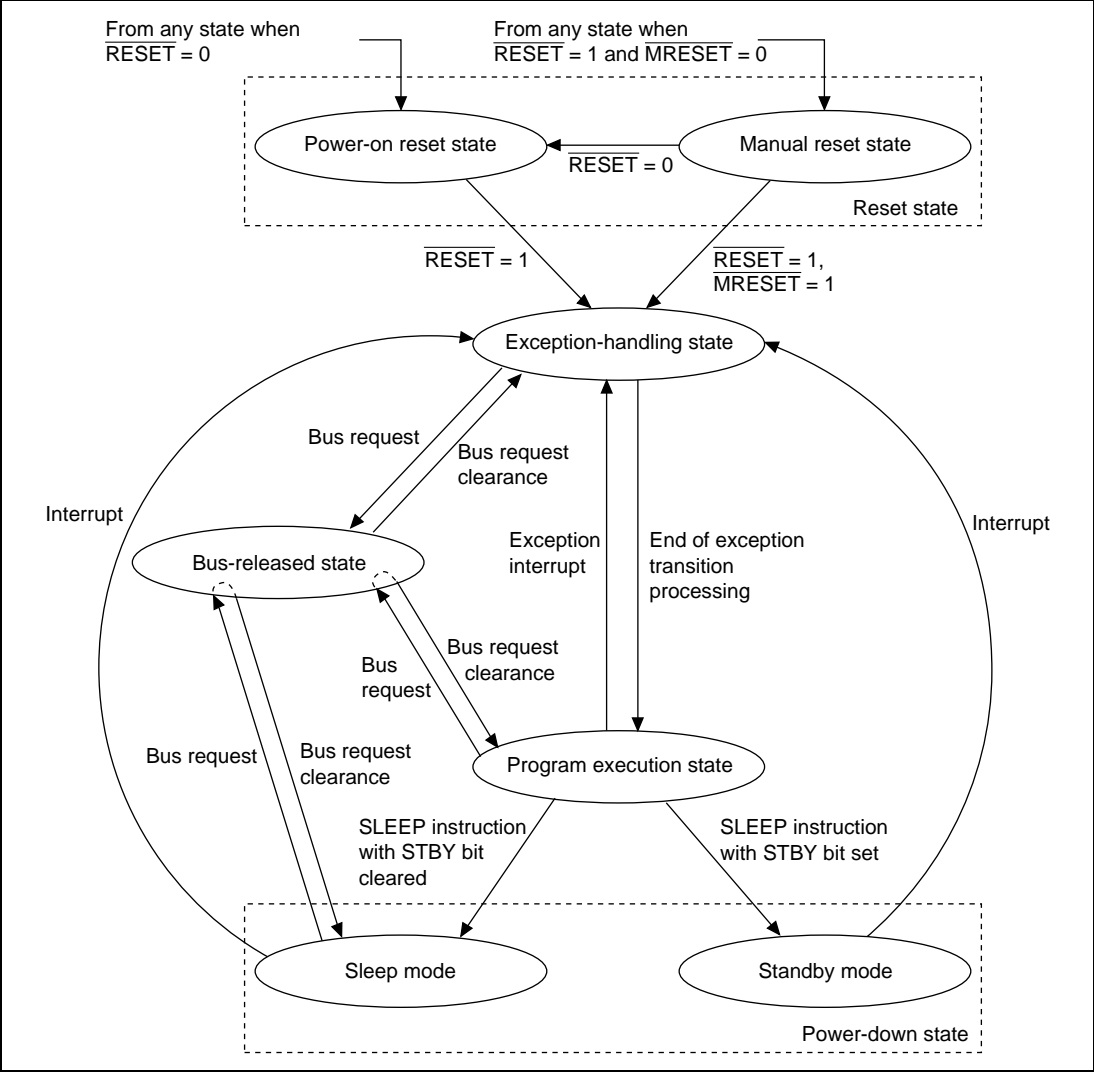 From any state when
RESET = 0
From any state when
RESET = 1 and MRESET = 0
Power-on reset state
RESET = 0
Manual reset state
Reset state
RESET = 1
RESET = 1,
MRESET = 1
Exception-handling state
Bus request
Bus request
clearance
Interrupt
Interrupt
Bus-released state
Exception
interrupt
End of exception
transition
processing
Bus request
clearance
Bus
request
Bus request
Bus request
clearance
Program execution state
SLEEP instruction
with STBY bit
cleared
SLEEP instruction
with STBY bit set
Sleep mode
Standby mode
Power-down state